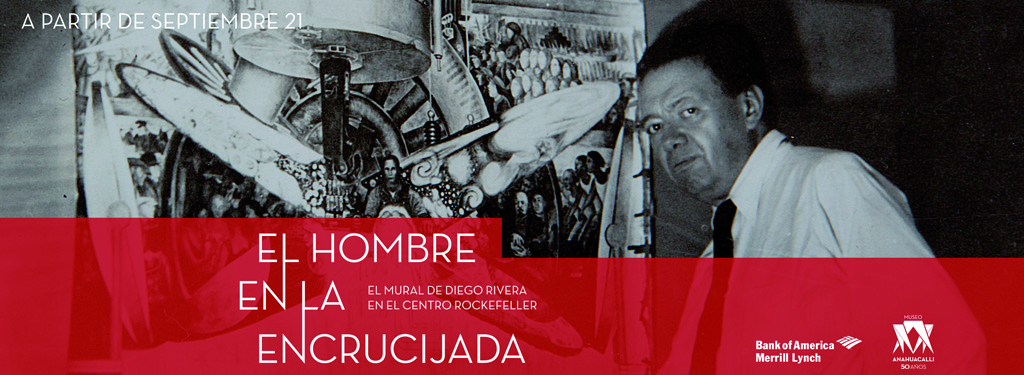 A PARTIR DE SEPTIEMBRE 21
EL HOMBRE
EN LA
ENCRUCIJADA
EL MURAL DE DIEGO RIVERA
EN EL CENTRO ROCKEFELLER
Bank of America
Merrill Lynch
MUSEO
ANAHUACALLI
50 AÑOS